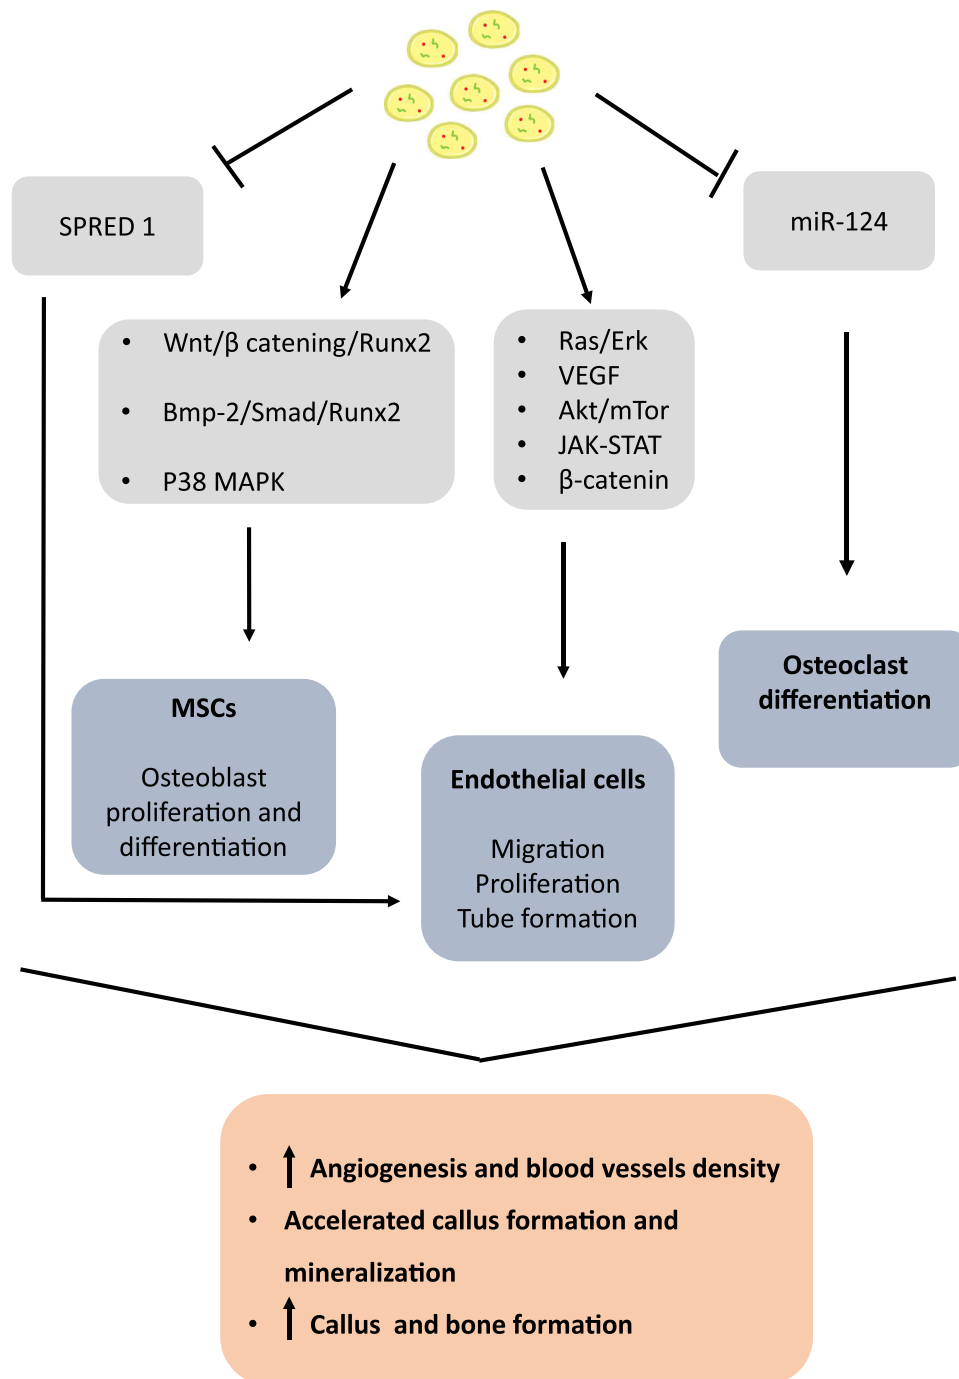 SPRED 1
miR-124
• Wnt/β catening/Runx2
• Bmp-2/Smad/Runx2
• P38 MAPK
• Ras/Erk
• VEGF
• Akt/mTor
• JAK-STAT
• β-catenin
MSCs
Osteoblast
proliferation and
differentiation
Endothelial cells
Migration
Proliferation
Tube formation
Osteoclast
differentiation
• ↑ Angiogenesis and blood vessels density
• Accelerated callus formation and
mineralization
• ↑ Callus and bone formation